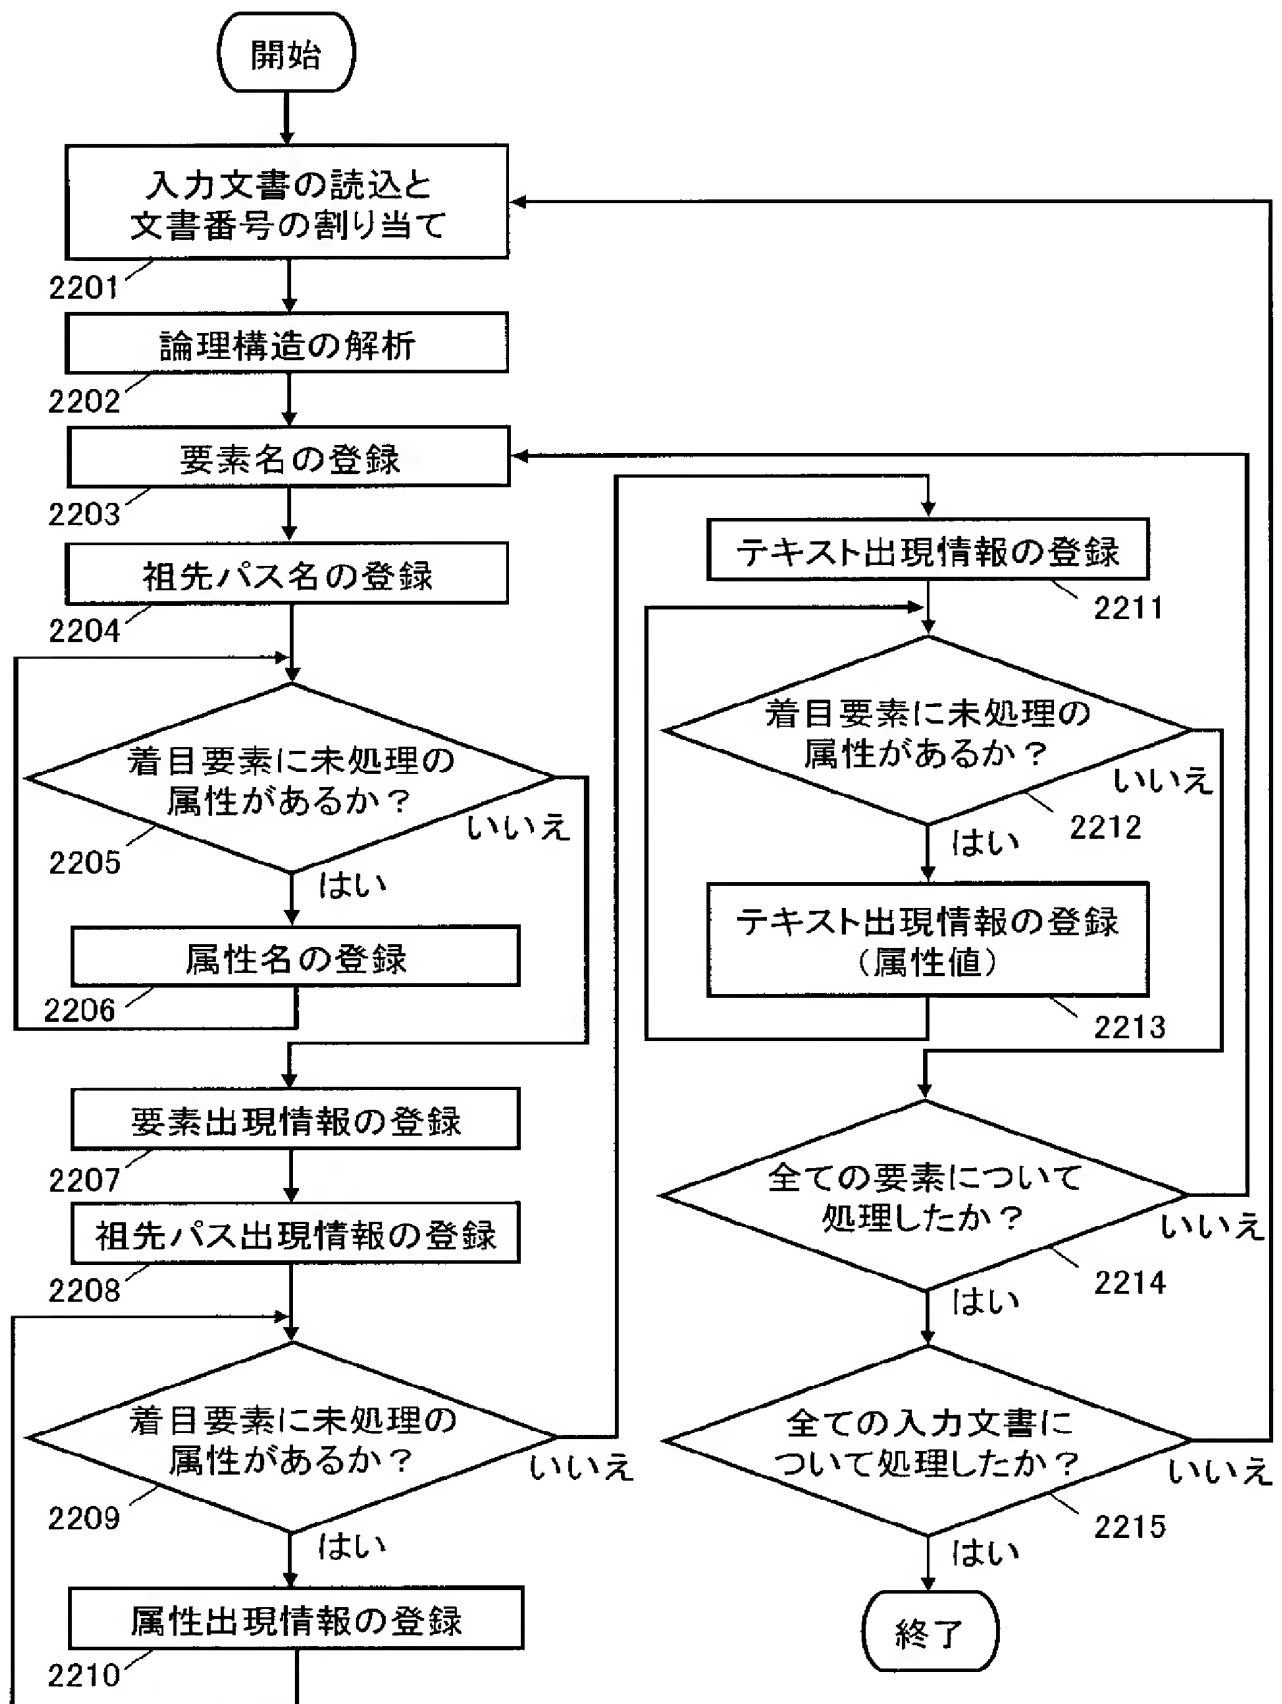 開始
入力文書の読込と
文書番号の割り当て
2201
論理構造の解析
2202
要素名の登録
2203
祖先パス名の登録
2204
着目要素に未処理の
属性があるか？
いいえ
2205
はい
属性名の登録
2206
要素出現情報の登録
2207
祖先パス出現情報の登録
2208
着目要素に未処理の
属性があるか？
いいえ
2209
はい
属性出現情報の登録
2210
テキスト出現情報の登録
2211
着目要素に未処理の
属性があるか？
いいえ
2212
はい
テキスト出現情報の登録
（属性値）
2213
全ての要素について
処理したか？
いいえ
2214
はい
全ての入力文書に
ついて処理したか？
いいえ
2215
はい
終了